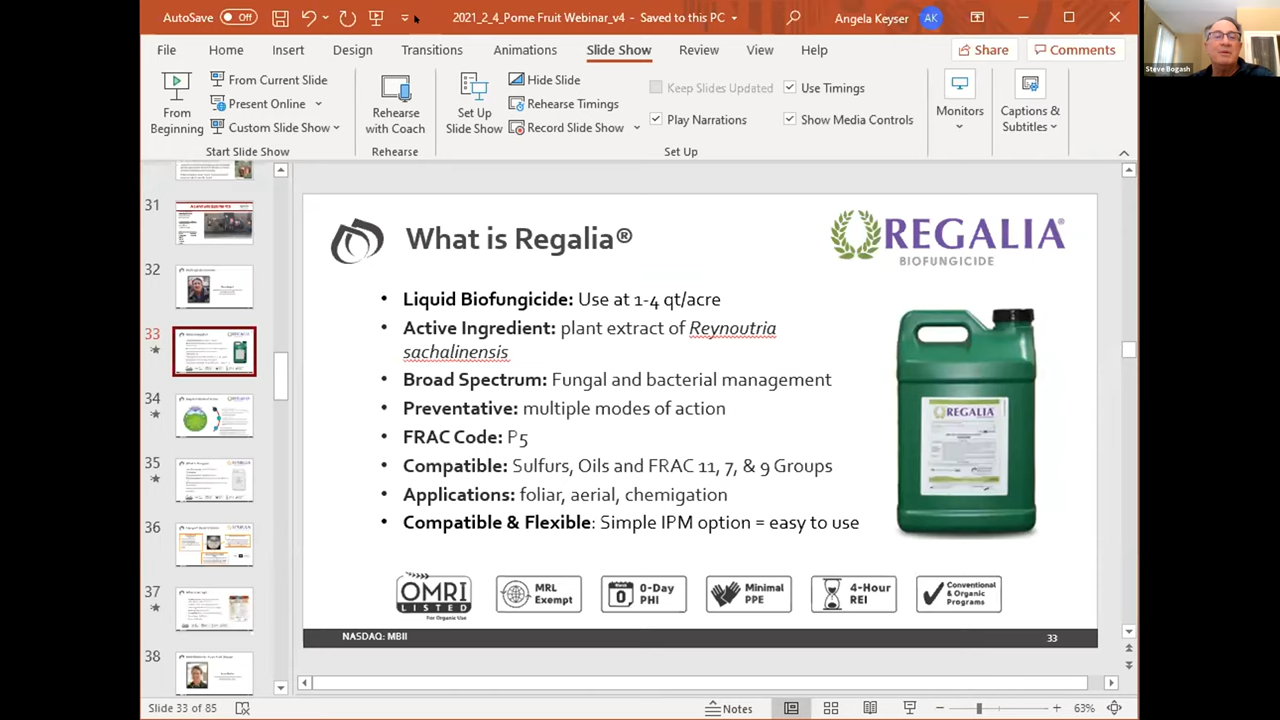 AutoSave Off
2021_2_4_Pome Fruit Webinar_v4 - Saved to this PC
Angela Keyser AK
Steve Bogash
File Home Insert Design Transitions Animations Slide Show Review View Help Share Comments
From Beginning
From Current Slide
Present Online
Custom Slide Show
Start Slide Show
Rehearse with Coach
Rehearse
Set Up Slide Show
Hide Slide
Rehearse Timings
Record Slide Show
Keep Slides Updated
Play Narrations
Use Timings
Show Media Controls
Set Up
Monitors
Captions & Subtitles
31
32
33
34
35
36
37
38
What is Regalia®
REGALIA®
BIOFUNGICIDE
• Liquid Biofungicide: Use at 1-4 qt/acre
• Active Ingredient: plant extract of Reynoutria
sachalinensis
• Broad Spectrum: Fungal and bacterial management
• Preventative: multiple modes of action
• FRAC Code: P5
• Compatible: Sulfurs, Oils and FRAC 11, 7, & 9 Groups
• Applications: foliar, aerial, chemigation
• Compatible & Flexible: Simple IPM option = easy to use
REGALIA
OMRI
LISTED
For Organic Use
MRL
Exempt
0
0-Day
PHI
Minimal
PPE
4-Hour
REI
Conventional
& Organic
Programs
NASDAQ: MBII
33
Slide 33 of 85
Notes
63%